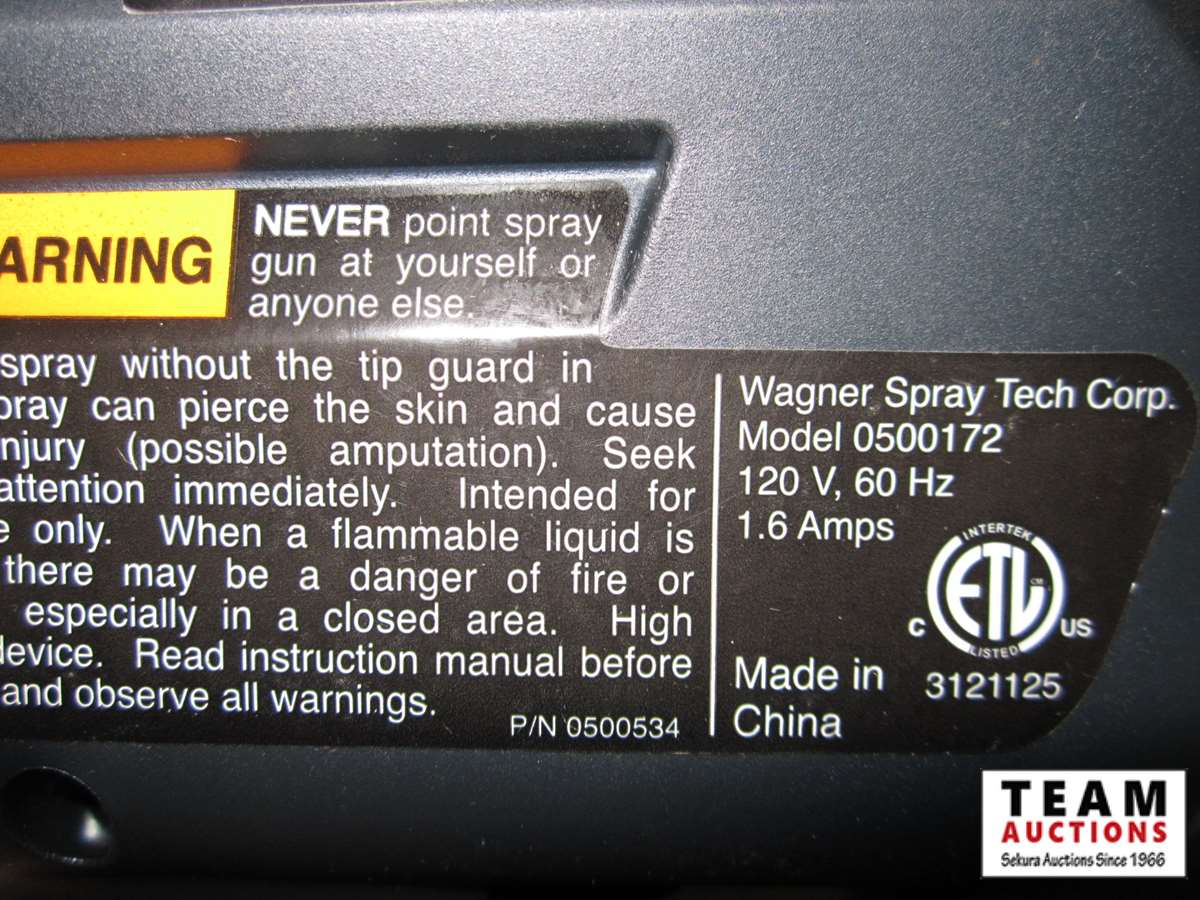 ARNING
NEVER point spray
gun at yourself or
anyone else.
spray without the tip guard in
pray can pierce the skin and cause
njury (possible amputation). Seek
attention immediately. Intended for
e only. When a flammable liquid is
there may be a danger of fire or
especially in a closed area. High
device. Read instruction manual before
and observe all warnings.
P/N 0500534
Wagner Spray Tech Corp.
Model 0500172
120 V, 60 Hz
1.6 Amps
INTERTEK
ETL
CM
C US
LISTED
3121125
Made in
China
TEAM
AUCTIONS
Sekura Auctions Since 1966